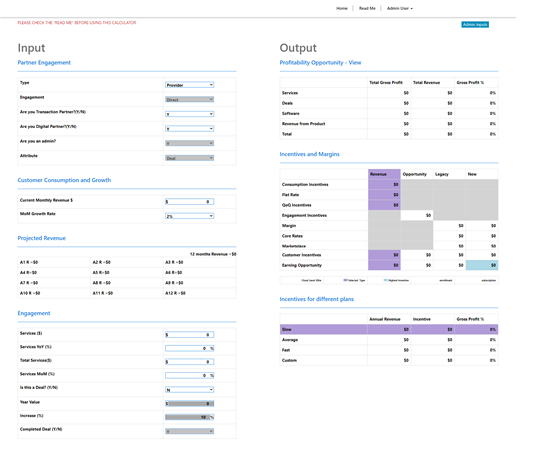 Home | Read Me | Admin User
PLEASE CHECK THE 'READ ME' BEFORE USING THIS CALCULATOR
Admin Inputs
Input
Partner Engagement
Type Provider
Engagement Direct
Are you Transaction Partner?(Y/N) Y
Are you Digital Partner?(Y/N) Y
Are you an admin?
Attribute Deal
Customer Consumption and Growth
Current Monthly Revenue $ $ 0
MoM Growth Rate 2%
Projected Revenue
12 months Revenue -$0
A1 R -$0 A2 R -$0 A3 R -$0
A4 R-$0 A5 R-$0 A6 R-$0
A7 R -$0 A8 R -$0 A8 R -$0
A10 R -$0 A11 R -$0 A12 R -$0
Engagement
Services ($) $ 0
Services YoY (%) 0 %
Total Services($) $ 0
Services MoM (%) 0 %
Is this a Deal? (Y/N) N
Year Value $ 0
Increase (%) 10 %
Completed Deal (Y/N)
Output
Profitability Opportunity - View
Total Gross Profit Total Revenue Gross Profit %
Services $0 $0 0%
Deals $0 $0 0%
Software $0 $0 0%
Revenue from Product $0 $0 0%
Total $0 $0 0%
Incentives and Margins
Revenue Opportunity Legacy New
Consumption Incentives $0
Flat Rate $0
QoQ Incentives $0
Engagement Incentives $0
Margin $0 $0
Core Rates $0 $0
Marketplace $0 $0
Customer Incentives $0 $0 $0 $0
Earning Opportunity $0 $0 $0 $0
Incentives for different plans
Annual Revenue Incentive Gross Profit %
Slow $0 $0 0%
Average $0 $0 0%
Fast $0 $0 0%
Custom $0 $0 0%